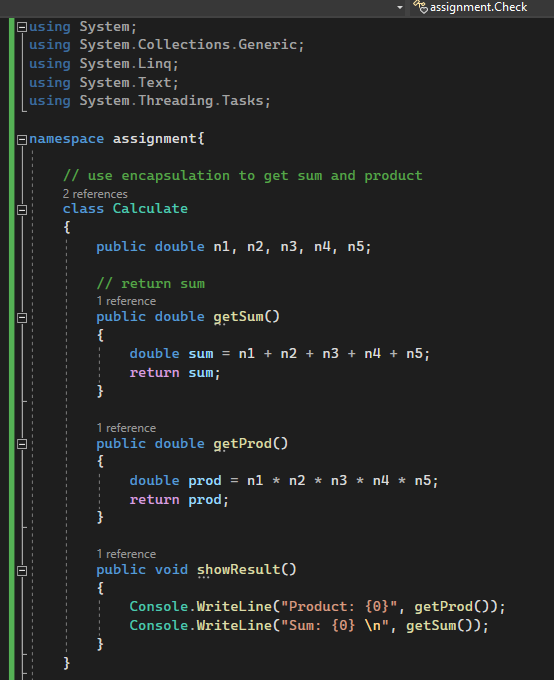 assignment.Check
using System;
using System.Collections.Generic;
using System.Linq;
using System.Text;
using System.Threading.Tasks;
namespace assignment{
// use encapsulation to get sum and product
2 references
class Calculate
{
public double n1, n2, n3, n4, n5;
// return sum
1 reference
public double getSum()
{
double sum = n1 + n2 + n3 + n4 + n5;
return sum;
}
1 reference
public double getProd()
{
double prod = n1 * n2 * n3 * n4 * n5;
return prod;
}
1 reference
public void showResult()
{
Console.WriteLine("Product: {0}", getProd());
Console.WriteLine("Sum: {0} \n", getSum());
}
}